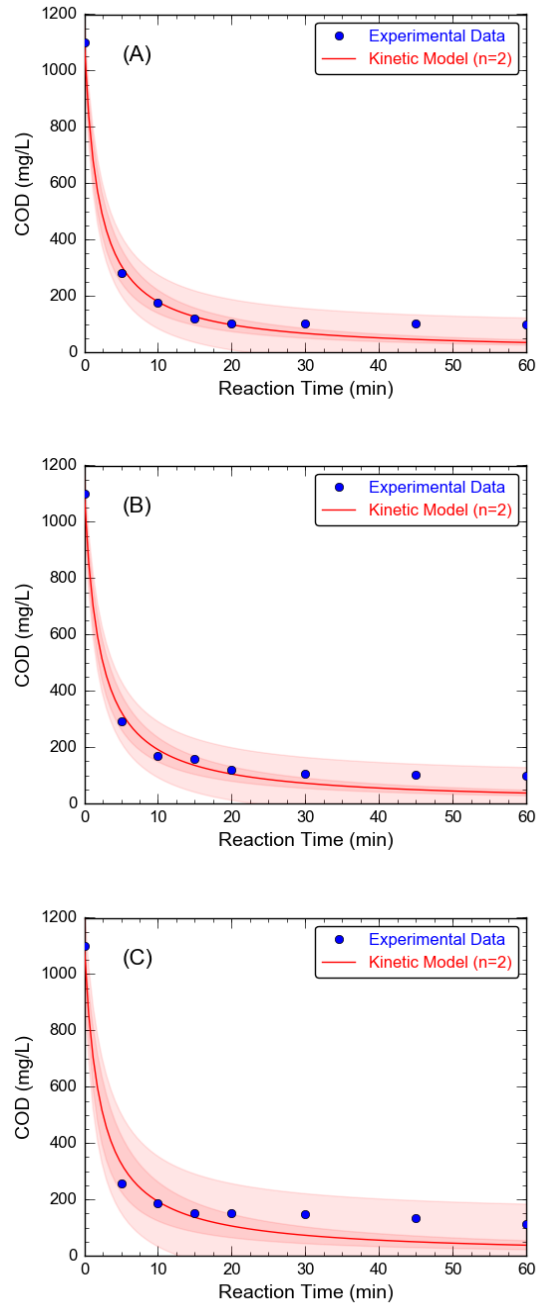 1200
(A)
Experimental Data
Kinetic Model (n=2)
1000
800
600
400
200
0
COD (mg/L)
0 10 20 30 40 50 60
Reaction Time (min)
1200
(B)
Experimental Data
Kinetic Model (n=2)
1000
800
600
400
200
0
COD (mg/L)
0 10 20 30 40 50 60
Reaction Time (min)
1200
(C)
Experimental Data
Kinetic Model (n=2)
1000
800
600
400
200
0
COD (mg/L)
0 10 20 30 40 50 60
Reaction Time (min)